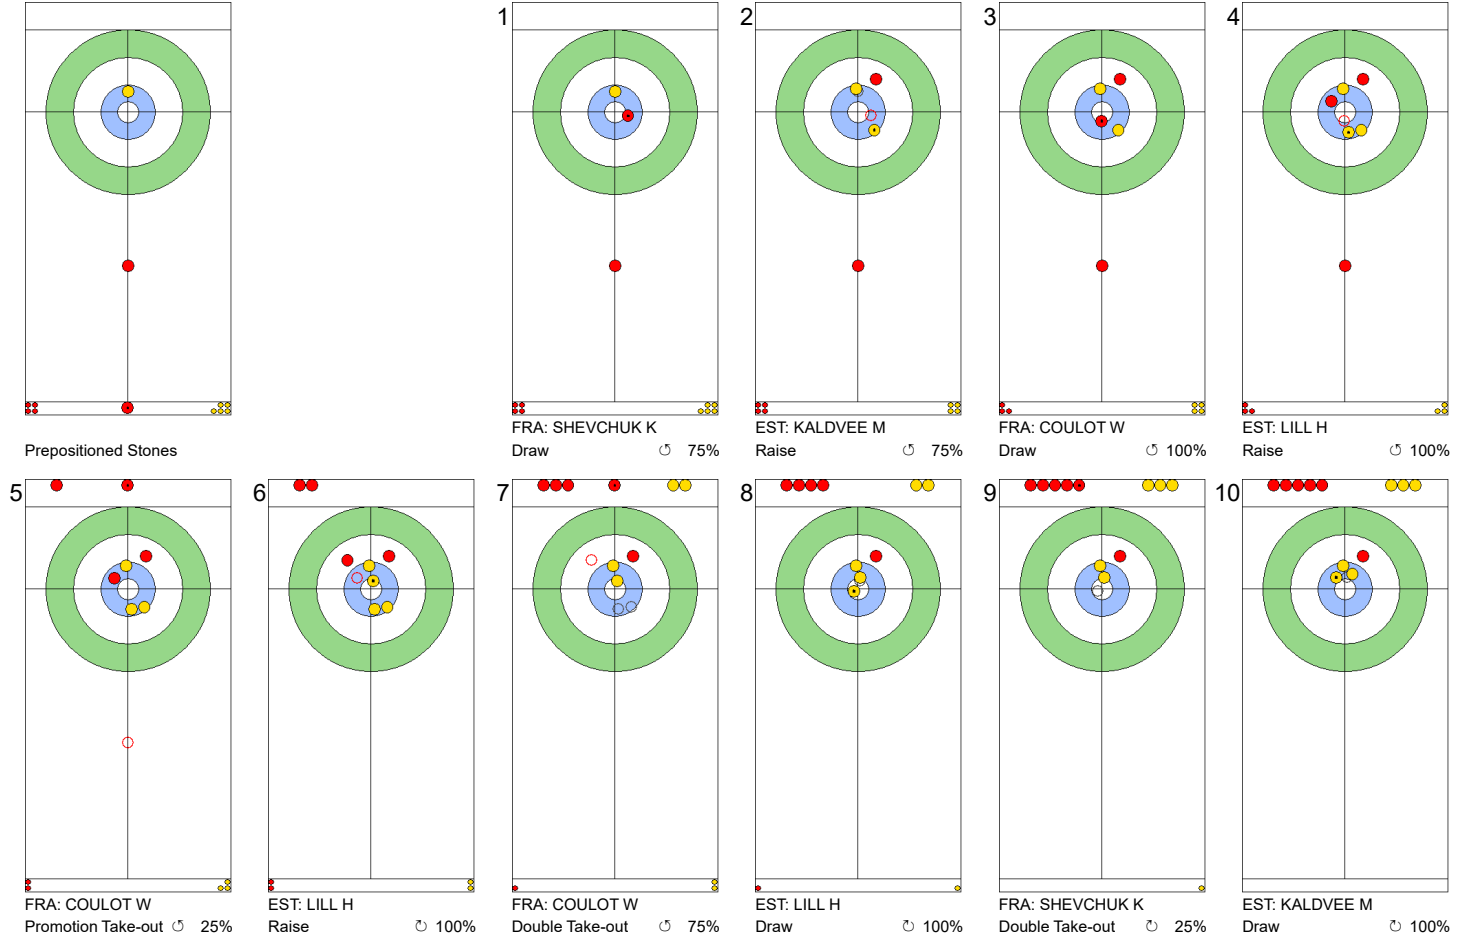 1 2 3 4
Prepositioned Stones
FRA: SHEVCHUK K
Draw 75%
EST: KALDVEE M
Raise 75%
FRA: COULOT W
Draw 100%
EST: LILL H
Raise 100%
5 6 7 8 9 10
FRA: COULOT W
Promotion Take-out 25%
EST: LILL H
Raise 100%
FRA: COULOT W
Double Take-out 75%
EST: LILL H
Draw 100%
FRA: SHEVCHUK K
Double Take-out 25%
EST: KALDVEE M
Draw 100%